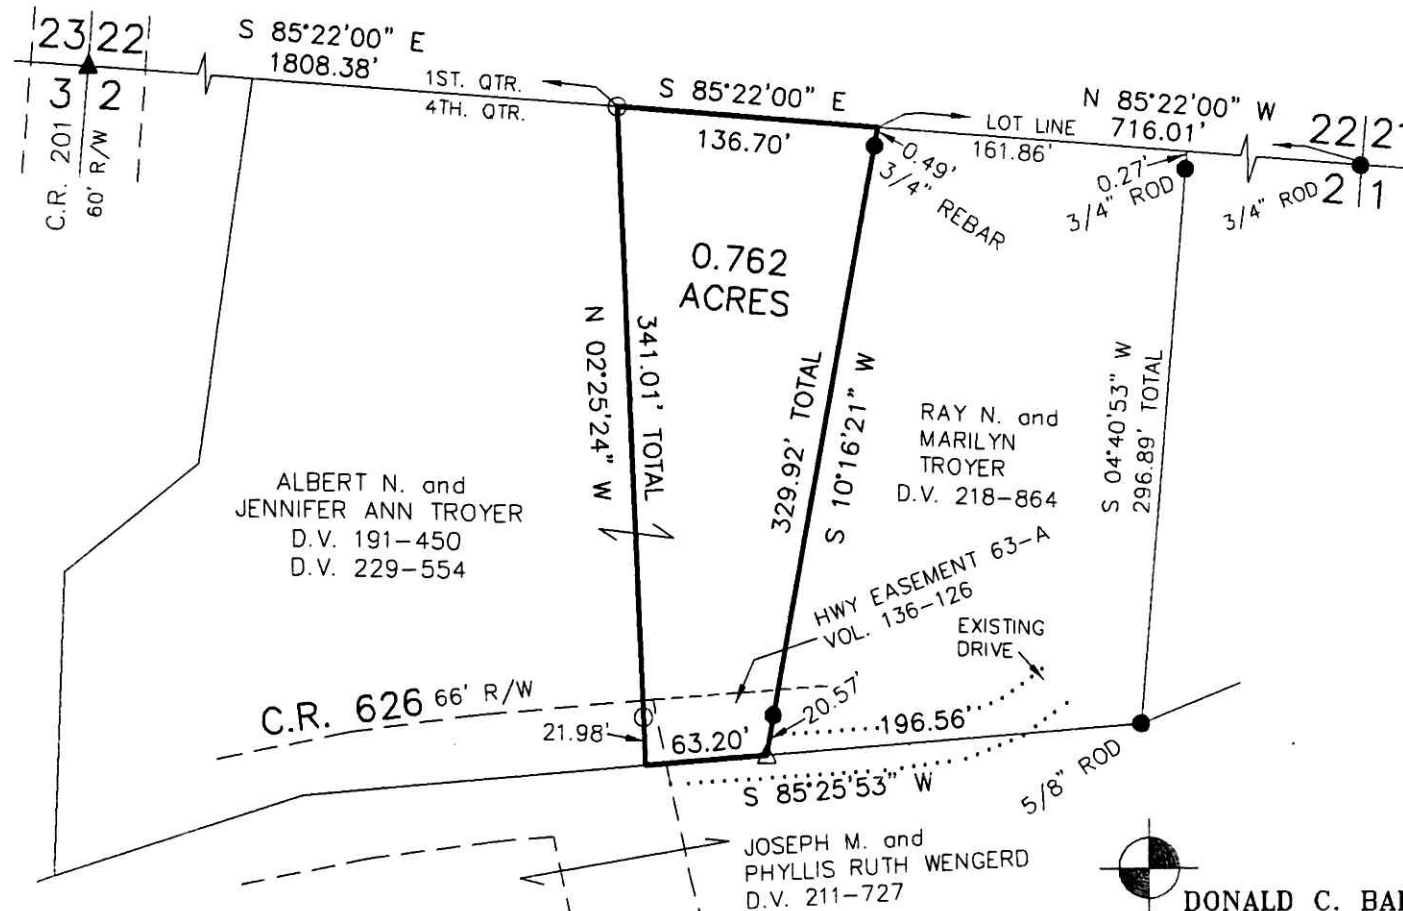 23 22
3 2
C.R. 201
60' R/W
S 85°22'00" E
1808.38'
1ST. QTR.
4TH. QTR.
S 85°22'00" E
136.70'
LOT LINE
161.86'
N 85°22'00" W
716.01'
22 21
2 1
0.49'
3/4" REBAR
0.27'
3/4" ROD
3/4" ROD
0.762
ACRES
N 02°25'24" W
341.01' TOTAL
329.92' TOTAL
S 10°16'21" W
S 04°40'53" W
296.89' TOTAL
RAY N. and
MARILYN
TROYER
D.V. 218-864
ALBERT N. and
JENNIFER ANN TROYER
D.V. 191-450
D.V. 229-554
HWY EASEMENT 63-A
VOL. 136-126
EXISTING
DRIVE
C.R. 626 66' R/W
21.98'
63.20'
20.57'
196.56'
S 85°25'53" W
5/8" ROD
JOSEPH M. and
PHYLLIS RUTH WENGERD
D.V. 211-727
DONALD C.